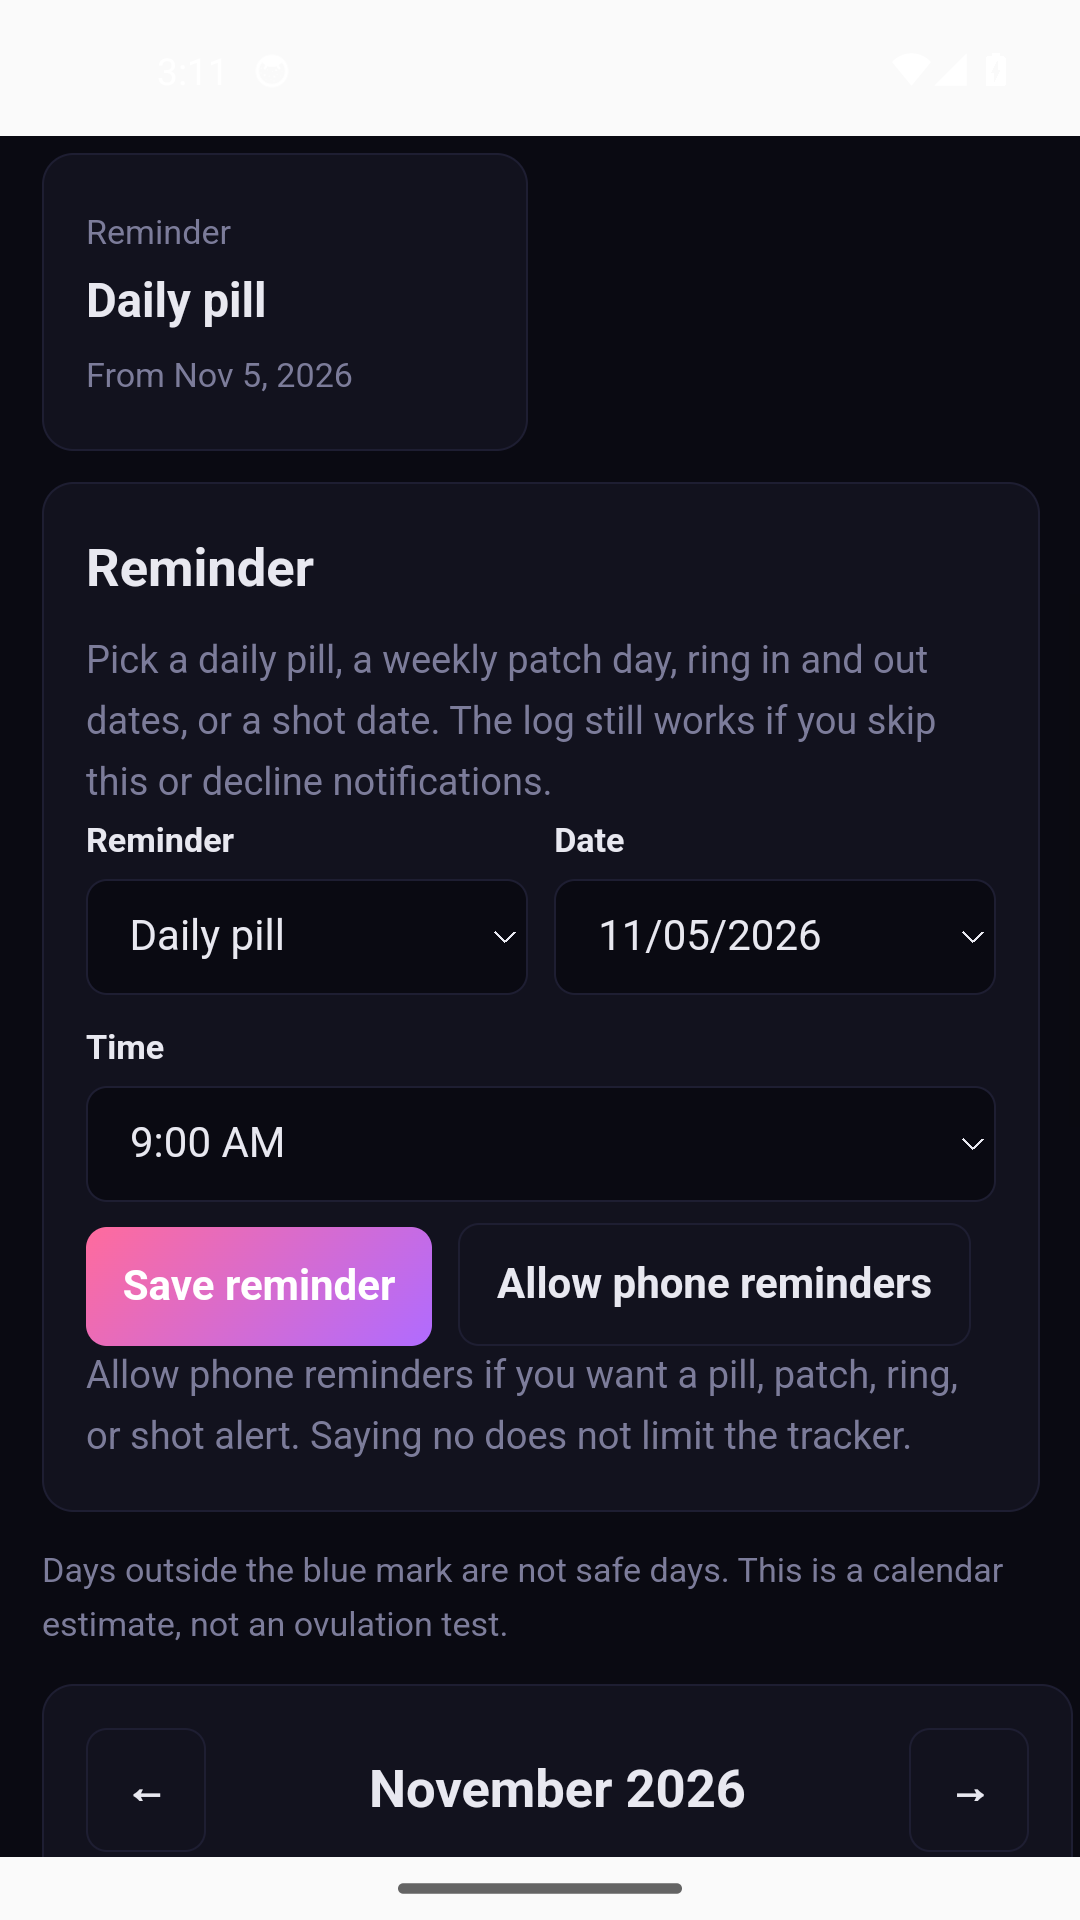 3:11
Reminder
Daily pill
From Nov 5, 2026
Reminder
Pick a daily pill, a weekly patch day, ring in and out
dates, or a shot date. The log still works if you skip
this or decline notifications.
Reminder Date
Daily pill 11/05/2026
Time
9:00 AM
Save reminder Allow phone reminders
Allow phone reminders if you want a pill, patch, ring,
or shot alert. Saying no does not limit the tracker.
Days outside the blue mark are not safe days. This is a calendar
estimate, not an ovulation test.
← November 2026 →